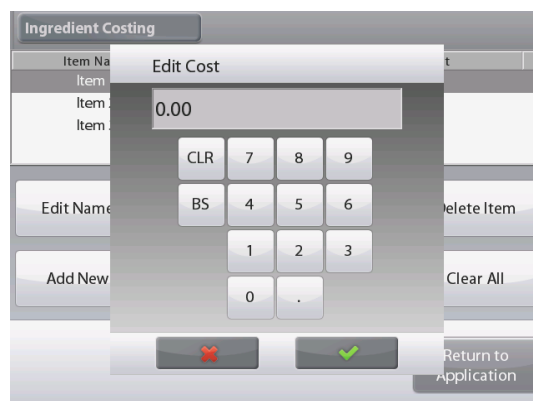 Ingredient Costing
Item Na
t
Item
Item
Item
Edit Cost
0.00
CLR 7 8 9
BS 4 5 6
1 2 3
0 .
Edit Name
Delete Item
Add New
Clear All
Return to
Application